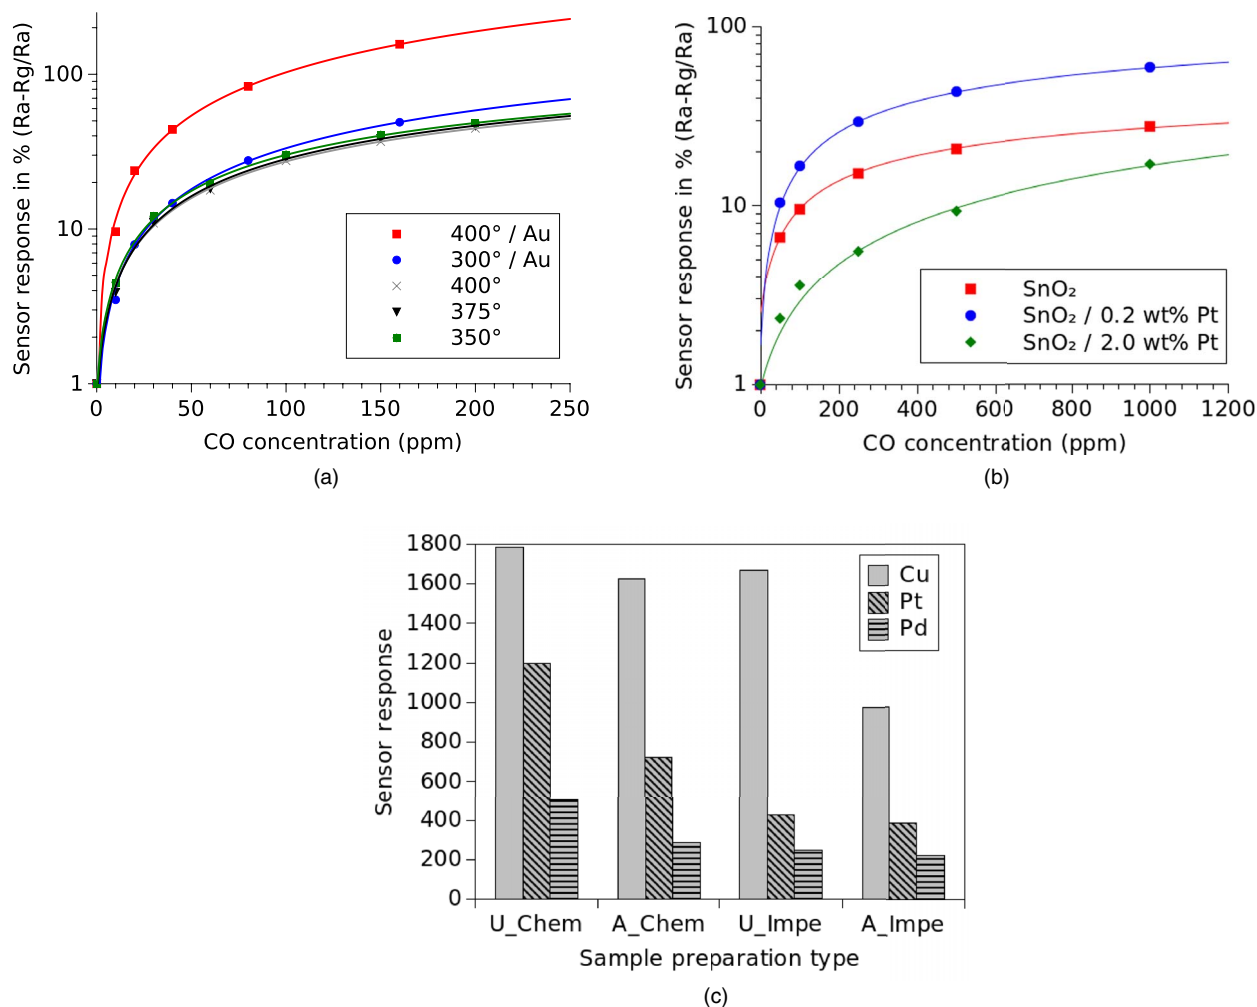 Sensor response in % (Ra-Rg/Ra)
100
10
1
0 50 100 150 200 250
CO concentration (ppm)
400° / Au
300° / Au
400°
375°
350°
(a)
Sensor response in % (Ra-Rg/Ra)
100
10
1
0 200 400 600 800 1000 1200
CO concentration (ppm)
SnO₂
SnO₂ / 0.2 wt% Pt
SnO₂ / 2.0 wt% Pt
(b)
Sensor response
1800
1600
1400
1200
1000
800
600
400
200
0
Cu
Pt
Pd
U_Chem A_Chem U_Impe A_Impe
Sample preparation type
(c)